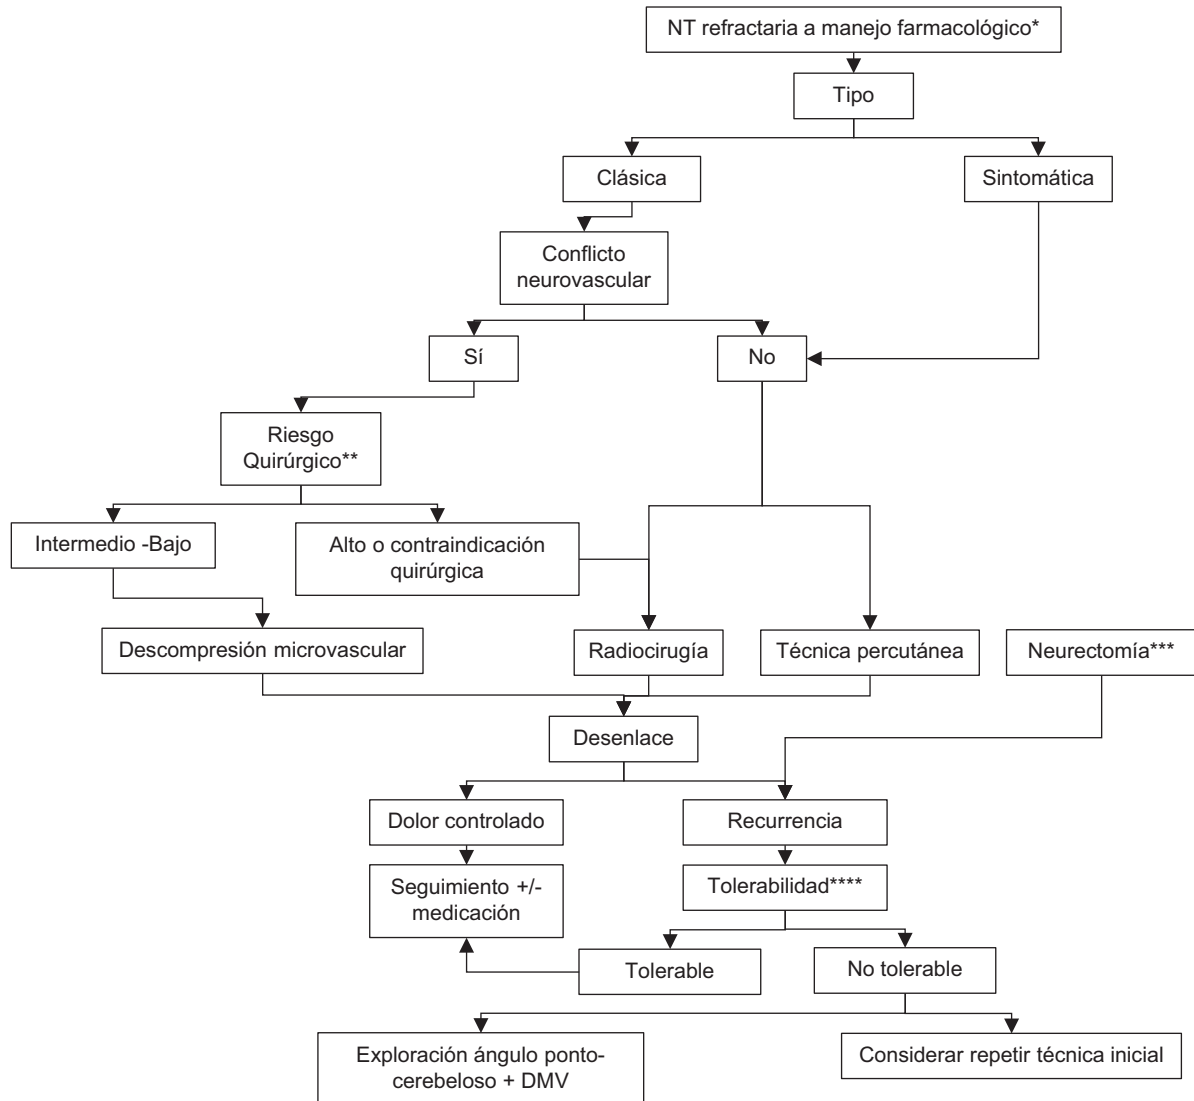 NT refractaria a manejo farmacológico*
Tipo
Clásica
Sintomática
Conflicto
neurovascular
Sí
No
Riesgo
Quirúrgico**
Intermedio -Bajo
Alto o contraindicación
quirúrgica
Descompresión microvascular
Radiocirugía
Técnica percutánea
Neurectomía***
Desenlace
Dolor controlado
Recurrencia
Seguimiento +/-
medicación
Tolerabilidad****
Tolerable
No tolerable
Exploración ángulo ponto-
cerebeloso + DMV
Considerar repetir técnica inicial